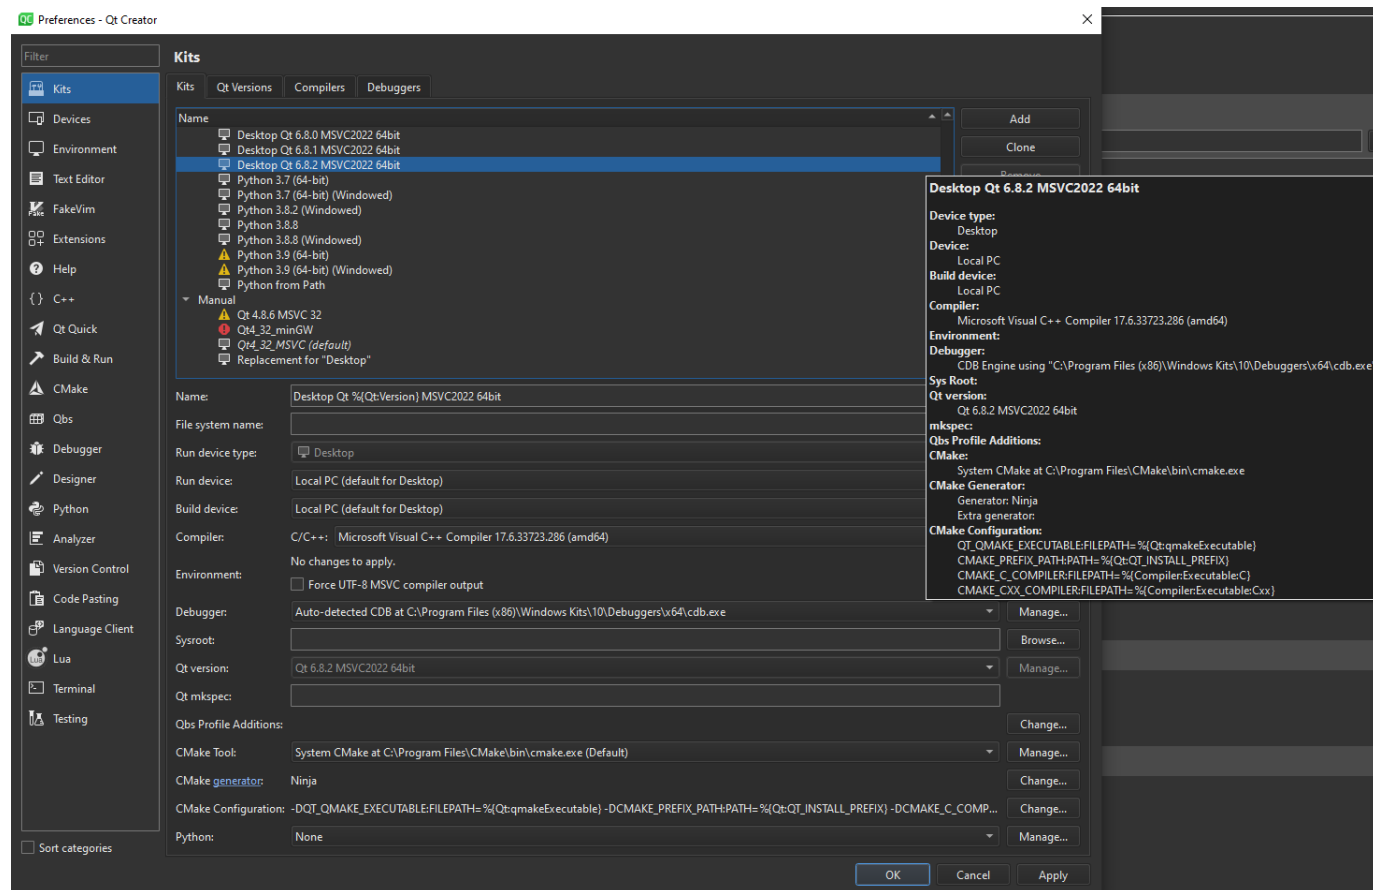 Preferences - Qt Creator
Filter
Kits
Devices
Environment
Text Editor
FakeVim
Extensions
Help
C++
Qt Quick
Build & Run
CMake
Qbs
Debugger
Designer
Python
Analyzer
Version Control
Code Pasting
Language Client
Lua
Terminal
Testing
Sort categories
Kits
Kits Qt Versions Compilers Debuggers
Name
Desktop Qt 6.8.0 MSVC2022 64bit
Desktop Qt 6.8.1 MSVC2022 64bit
Desktop Qt 6.8.2 MSVC2022 64bit
Python 3.7 (64-bit)
Python 3.7 (64-bit) (Windowed)
Python 3.8.2 (Windowed)
Python 3.8.8
Python 3.8.8 (Windowed)
Python 3.9 (64-bit)
Python 3.9 (64-bit) (Windowed)
Python from Path
Manual
Qt 4.8.6 MSVC 32
Qt4_32_minGW
Qt4_32_MSVC (default)
Replacement for "Desktop"
Add
Clone
Remove
Name: Desktop Qt %{Qt:Version} MSVC2022 64bit
File system name:
Run device type: Desktop
Run device: Local PC (default for Desktop)
Build device: Local PC (default for Desktop)
Compiler: C/C++: Microsoft Visual C++ Compiler 17.6.33723.286 (amd64)
Environment: No changes to apply.
Force UTF-8 MSVC compiler output
Debugger: Auto-detected CDB at C:\Program Files (x86)\Windows Kits\10\Debuggers\x64\cdb.exe Manage...
Sysroot: Browse...
Qt version: Qt 6.8.2 MSVC2022 64bit Manage...
Qt mkspec:
Qbs Profile Additions: Change...
CMake Tool: System CMake at C:\Program Files\CMake\bin\cmake.exe (Default) Manage...
CMake generator: Ninja Change...
CMake Configuration: -DQT_QMAKE_EXECUTABLE:FILEPATH=%{Qt:qmakeExecutable} -DCMAKE_PREFIX_PATH:PATH=%{Qt:QT_INSTALL_PREFIX} -DCMAKE_C_COMP... Change...
Python: None Manage...
OK Cancel Apply
Desktop Qt 6.8.2 MSVC2022 64bit
Device type:
Desktop
Device:
Local PC
Build device:
Local PC
Compiler:
Microsoft Visual C++ Compiler 17.6.33723.286 (amd64)
Environment:
Debugger:
CDB Engine using "C:\Program Files (x86)\Windows Kits\10\Debuggers\x64\cdb.exe"
Sys Root:
Qt version:
Qt 6.8.2 MSVC2022 64bit
mkspec:
Qbs Profile Additions:
CMake:
System CMake at C:\Program Files\CMake\bin\cmake.exe
CMake Generator:
Generator: Ninja
Extra generator:
CMake Configuration:
QT_QMAKE_EXECUTABLE:FILEPATH=%{Qt:qmakeExecutable}
CMAKE_PREFIX_PATH:PATH=%{Qt:QT_INSTALL_PREFIX}
CMAKE_C_COMPILER:FILEPATH=%{Compiler:Executable:C}
CMAKE_CXX_COMPILER:FILEPATH=%{Compiler:Executable:Cxx}